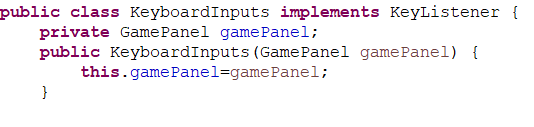 public class KeyboardInputs implements KeyListener {
    private GamePanel gamePanel;
    public KeyboardInputs(GamePanel gamePanel) {
        this.gamePanel=gamePanel;
    }